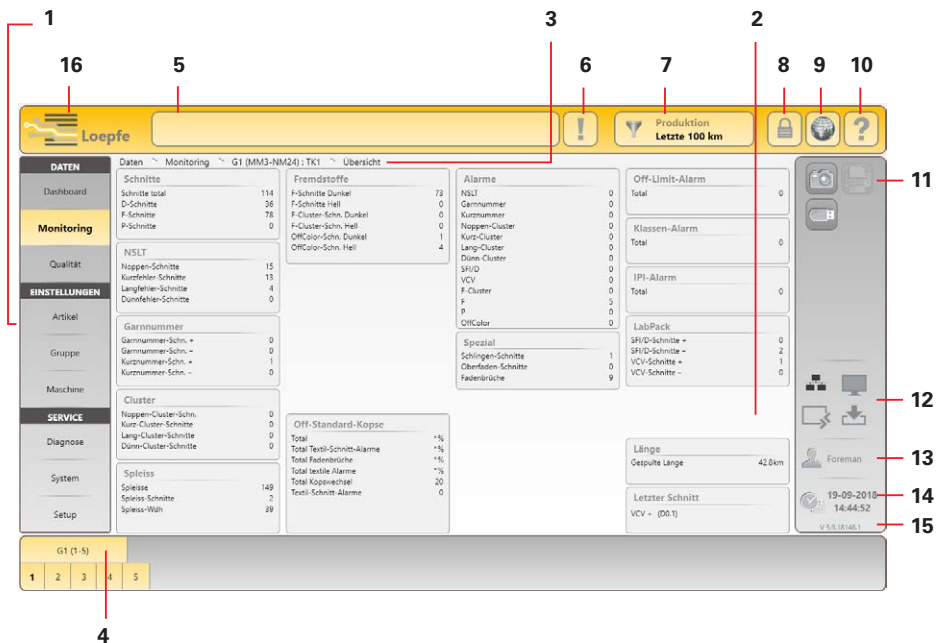 1
3
2
16
5
6
7
8
9
10
Loepfe
!
Produktion
Letzte 100 km
?
DATEN
Dashboard
Monitoring
Qualität
EINSTELLUNGEN
Artikel
Gruppe
Maschine
SERVICE
Diagnose
System
Setup
Daten > Monitoring > G1 (MM3-NM24) : TK1 > Übersicht
Schnitte
Schnitte total 114
D-Schnitte 36
F-Schnitte 78
P-Schnitte 0
NSLT
Noppen-Schnitte 15
Kurzfehler-Schnitte 13
Langfehler-Schnitte 4
Dünnfehler-Schnitte 0
Garnnummer
Garnnummer-Schn. + 0
Garnnummer-Schn. – 0
Kurznummer-Schn. + 1
Kurznummer-Schn. – 0
Cluster
Noppen-Cluster-Schn. 0
Kurz-Cluster-Schnitte 0
Lang-Cluster-Schnitte 0
Dünn-Cluster-Schnitte 0
Spleiss
Spleisse 149
Spleiss-Schnitte 2
Spleiss-Wdh 39
Fremdstoffe
F-Schnitte Dunkel 73
F-Schnitte Hell 0
F-Cluster-Schn. Dunkel 0
F-Cluster-Schn. Hell 0
OffColor-Schn. Dunkel 1
OffColor-Schn. Hell 4
Off-Standard-Kopse
Total *%
Total Textil-Schnitt-Alarme *%
Total Fadenbrüche *%
Total textile Alarme *%
Total Kopswechsel 20
Textil-Schnitt-Alarme 0
Alarme
NSLT 0
Garnnummer 0
Kurznummer 0
Noppen-Cluster 0
Kurz-Cluster 0
Lang-Cluster 0
Dünn-Cluster 0
SFI/D 0
VCV 0
F-Cluster 0
F 5
P 0
OffColor 0
Spezial
Schlingen-Schnitte 1
Oberfaden-Schnitte 0
Fadenbrüche 9
Off-Limit-Alarm
Total 0
Klassen-Alarm
Total 0
IPI-Alarm
Total 0
LabPack
SFI/D-Schnitte + 0
SFI/D-Schnitte – 2
VCV-Schnitte + 1
VCV-Schnitte – 0
Länge
Gespulte Länge 42.8km
Letzter Schnitt
VCV + (D0.1)
11
12
Foreman
13
19-09-2018
14:44:52
14
V 5.0.18148.1
15
G1 (1-5)
1 2 3 4 5
4